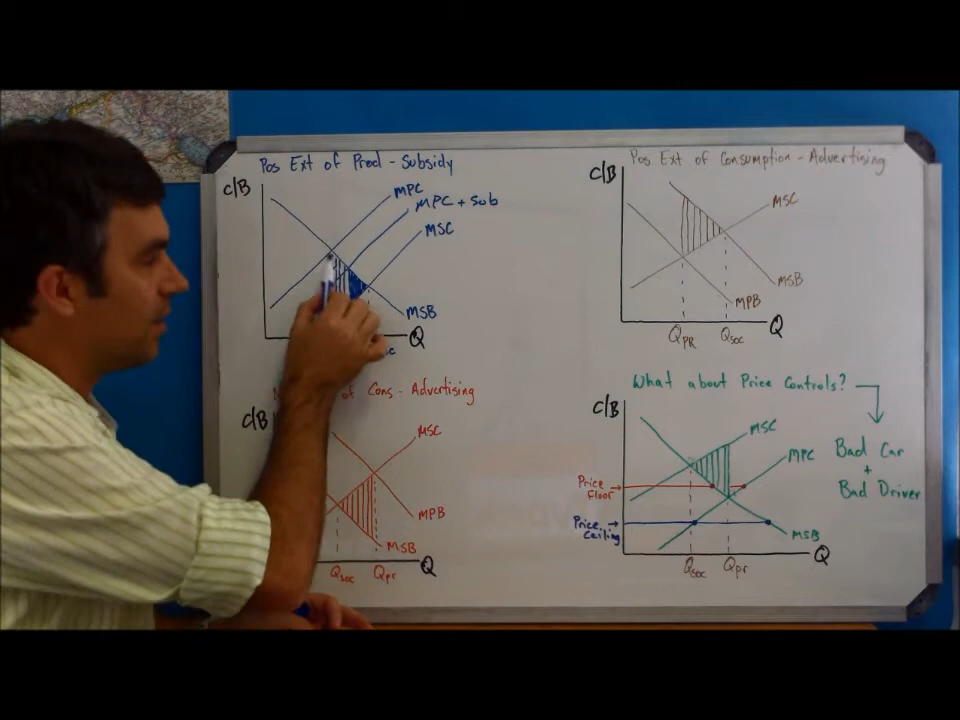 Pos Ext of Prod - Subsidy
C/B
MPC
MPC + Sub
MSC
MSB
Q
Pos Ext of Consumption - Advertising
C/B
MSC
MSB
MPB
QPR
Qsoc
Q
of Cons - Advertising
C/B
MSC
MPB
MSB
Qsoc
Qpr
Q
What about Price Controls?
C/B
MSC
MPC
Price
Floor
Price
Ceiling
MSB
Qsoc
Qpr
Q
Bad Car
+
Bad Driver